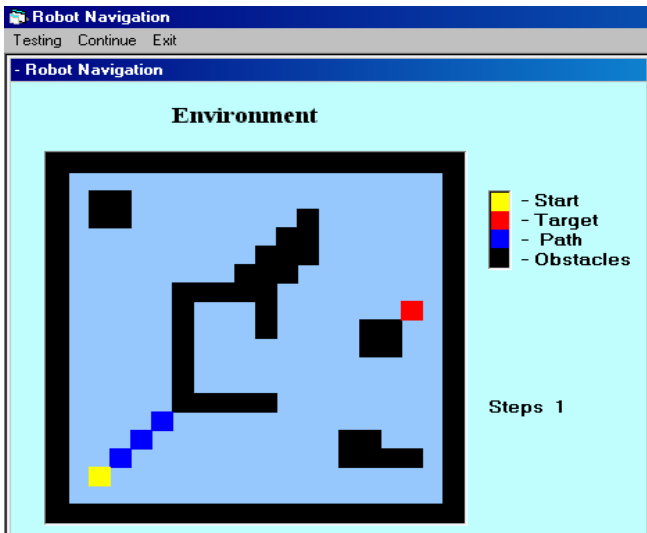 Robot Navigation
Testing Continue Exit
- Robot Navigation
Environment
- Start
- Target
- Path
- Obstacles
Steps 1